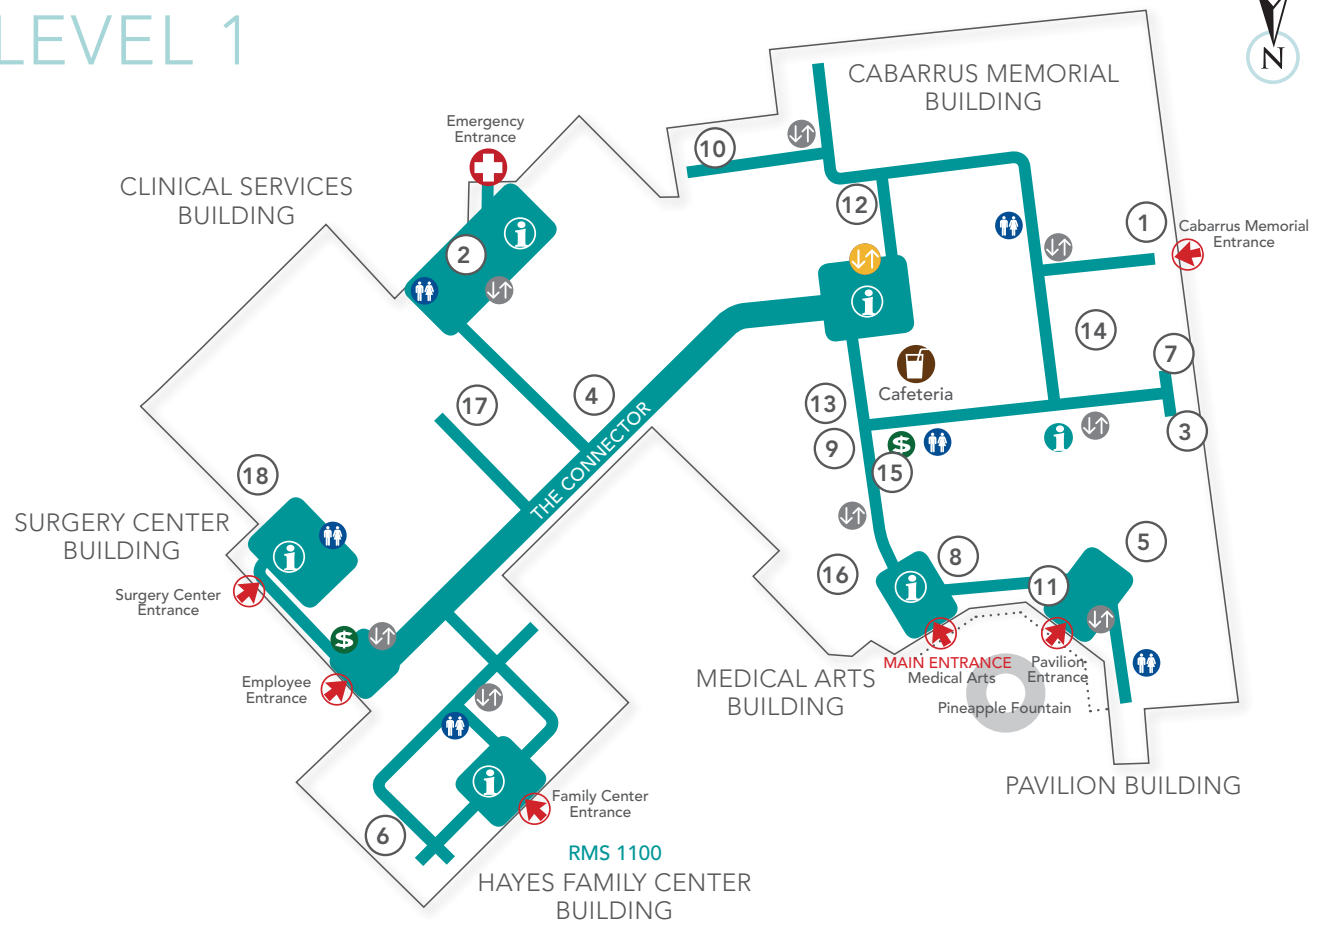 LEVEL 1
N
CABARRUS MEMORIAL
BUILDING
Emergency
Entrance
10
CLINICAL SERVICES
BUILDING
12
1
Cabarrus Memorial
Entrance
2
i
i
14
7
Cafeteria
4
17
13
3
THE CONNECTOR
9
$
i
15
18
SURGERY CENTER
BUILDING
i
5
8
16
i
11
Surgery Center
Entrance
$
MAIN ENTRANCE
Medical Arts
Pavilion
Entrance
Employee
Entrance
MEDICAL ARTS
BUILDING
Pineapple Fountain
i
PAVILION BUILDING
Family Center
Entrance
6
RMS 1100
HAYES FAMILY CENTER
BUILDING